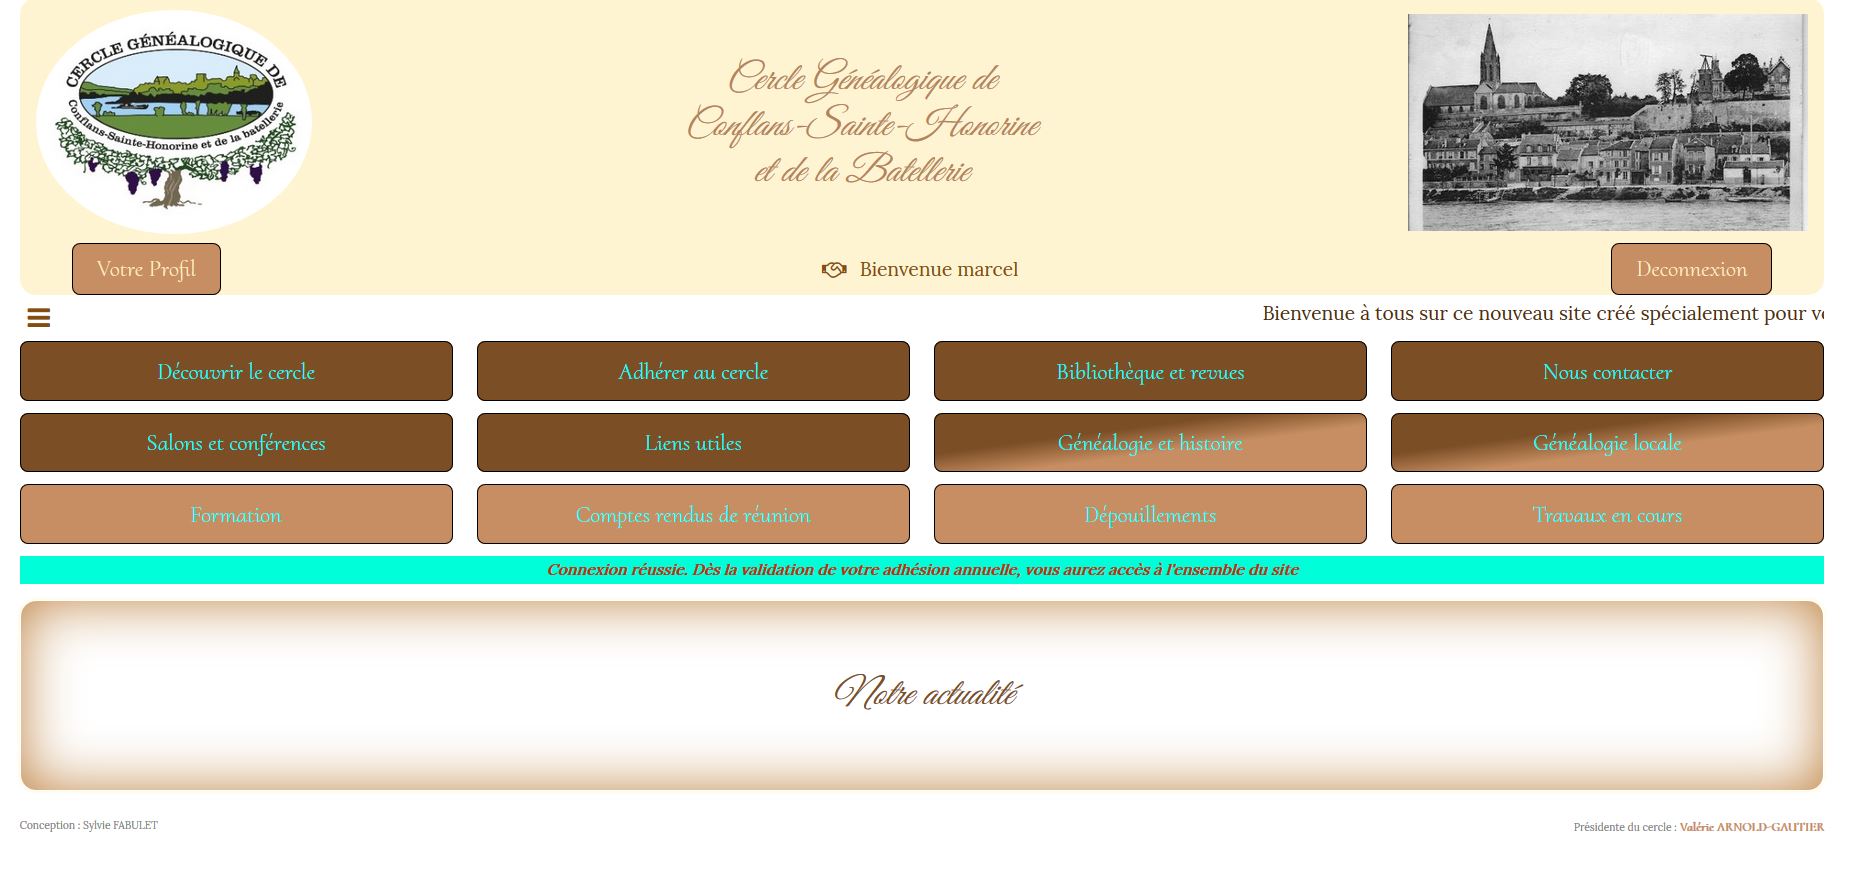 CERCLE GÉNÉALOGIQUE DE
Conflans-Sainte-Honorine et de la batellerie
Cercle Généalogique de
Conflans-Sainte-Honorine
et de la Batellerie
Votre Profil
Bienvenue marcel
Deconnexion
Bienvenue à tous sur ce nouveau site créé spécialement pour v
Découvrir le cercle
Adhérer au cercle
Bibliothèque et revues
Nous contacter
Salons et conférences
Liens utiles
Généalogie et histoire
Généalogie locale
Formation
Comptes rendus de réunion
Dépouillements
Travaux en cours
Connexion réussie. Dès la validation de votre adhésion annuelle, vous aurez accès à l'ensemble du site
Notre actualité
Conception : Sylvie FABULET
Présidente du cercle : Valérie ARNOLD-GAUTIER